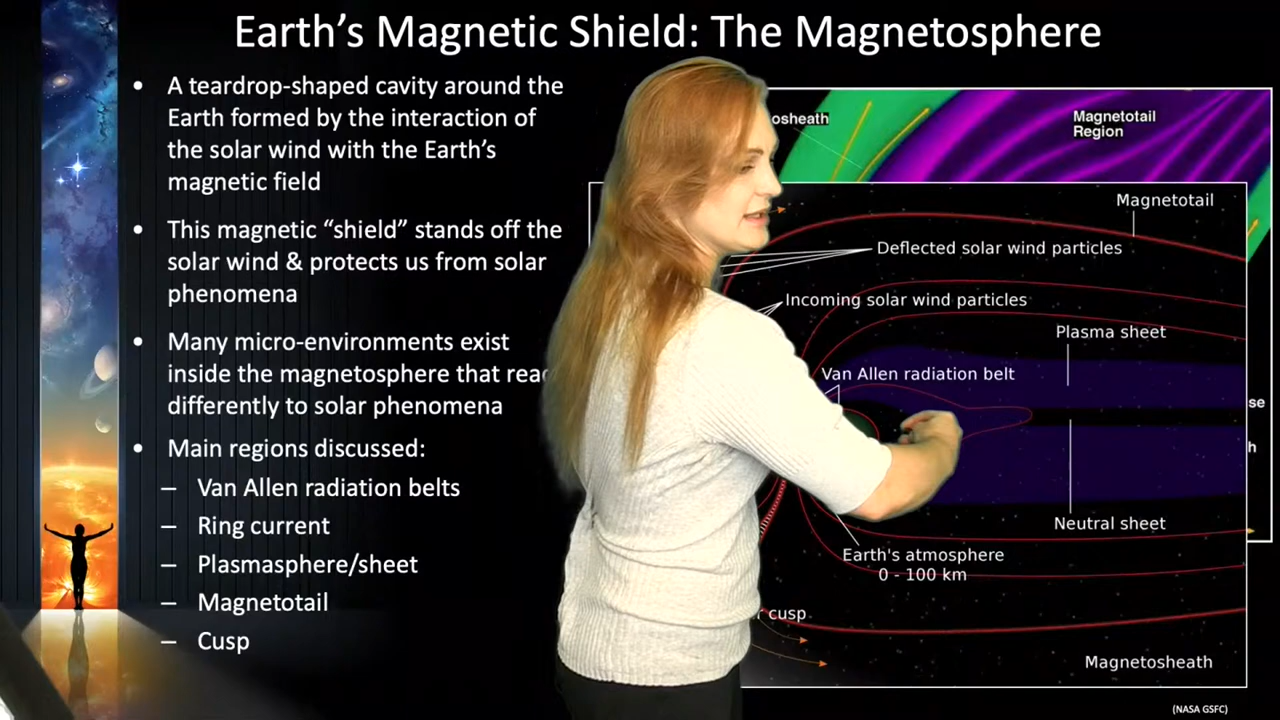 Earth’s Magnetic Shield: The Magnetosphere
• A teardrop-shaped cavity around the
Earth formed by the interaction of
the solar wind with the Earth’s
magnetic field
• This magnetic “shield” stands off the
solar wind & protects us from solar
phenomena
• Many micro-environments exist
inside the magnetosphere that
differently to solar phenomena
• Main regions discussed:
– Van Allen radiation belts
– Ring current
– Plasmasphere/sheet
– Magnetotail
– Cusp
Magnetotail
Region
Magnetotail
Deflected solar wind particles
Incoming solar wind particles
Plasma sheet
Van Allen radiation belt
Neutral sheet
Earth's atmosphere
0 - 100 km
cusp
Magnetosheath
(NASA GSFC)